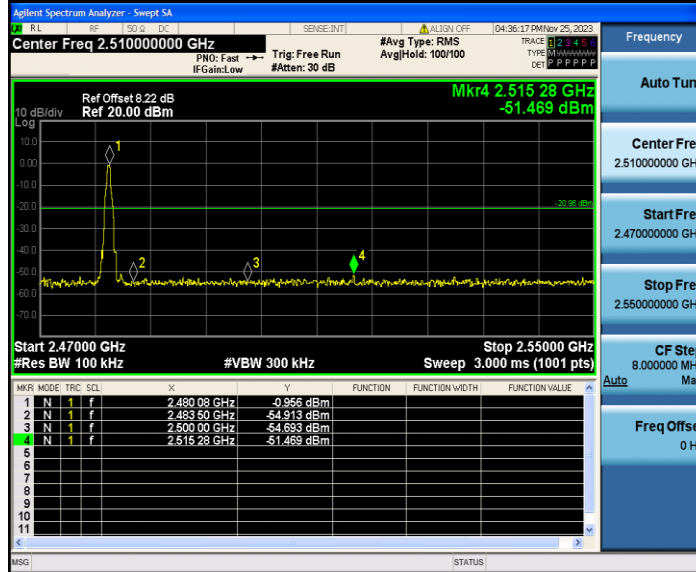 Agilent Spectrum Analyzer - Swept SA
RL RF 50 Ω DC SENSE:INT ALIGN OFF 04:36:17 PM Nov 25, 2023
Center Freq 2.510000000 GHz #Avg Type: RMS TRACE 1 2 3 4 5 6
PNO: Fast Trig: Free Run Avg|Hold: 100/100 TYPE M
IFGain:Low #Atten: 30 dB DET P P P P P P
Ref Offset 8.22 dB Mkr4 2.515 28 GHz
10 dB/div Ref 20.00 dBm -51.469 dBm
Log
10.0
0.00
-10.0
-20.0
-20.96 dBm
-30.0
-40.0
-50.0
-60.0
-70.0
1
2
3
4
Start 2.47000 GHz Stop 2.55000 GHz
#Res BW 100 kHz #VBW 300 kHz Sweep 3.000 ms (1001 pts)
MKR MODE TRC SCL X Y FUNCTION FUNCTION WIDTH FUNCTION VALUE
1 N 1 f 2.480 08 GHz -0.956 dBm
2 N 1 f 2.483 50 GHz -54.913 dBm
3 N 1 f 2.500 00 GHz -54.693 dBm
4 N 1 f 2.515 28 GHz -51.469 dBm
5
6
7
8
9
10
11
MSG STATUS
Frequency
Auto Tun
Center Fre
2.510000000 GH
Start Fre
2.470000000 GH
Stop Fre
2.550000000 GH
CF Ste
8.000000 MH
Auto Ma
Freq Offse
0 H